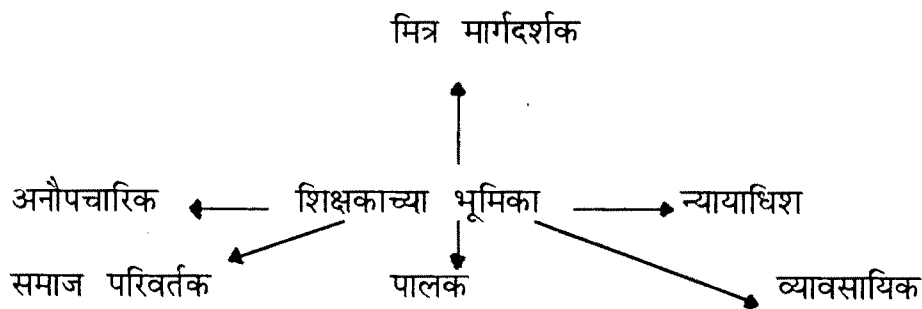 मित्र मार्गदर्शक
अनौपचारिक शिक्षकाच्या भूमिका न्यायाधिश
समाज परिवर्तक पालक व्यावसायिक